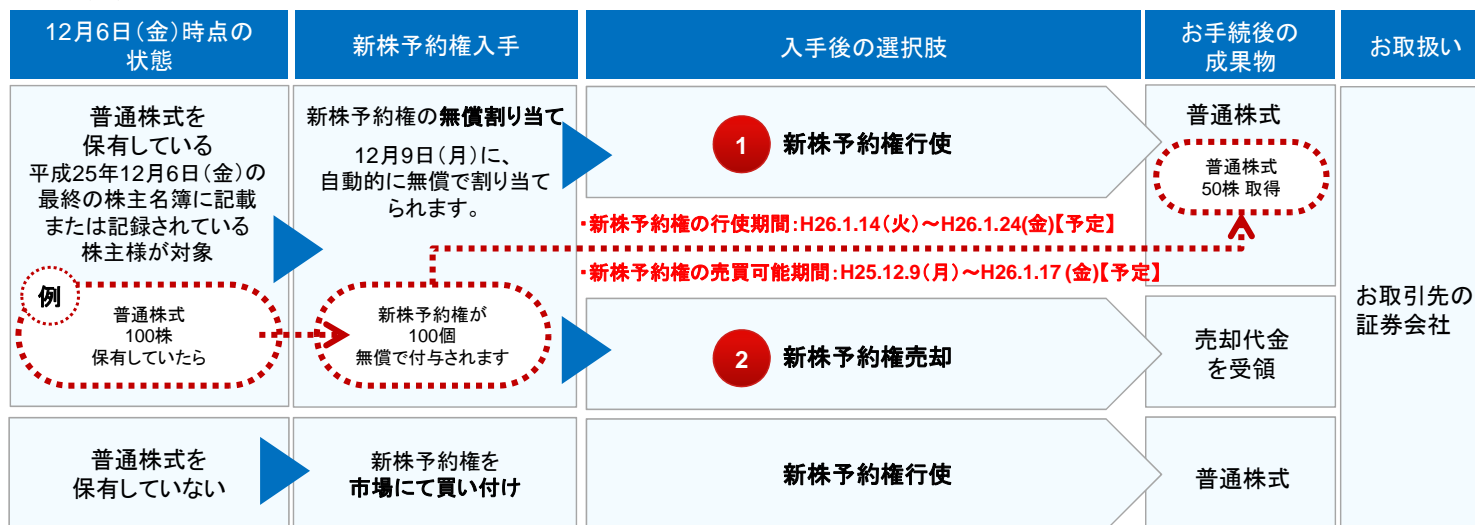 12月6日（金）時点の
状態
新株予約権入手
入手後の選択肢
お手続後の
成果物
お取扱い
普通株式を
保有している
平成25年12月6日（金）の
最終の株主名簿に記載
または記録されている
株主様が対象
例
普通株式
100株
保有していたら
新株予約権の無償割り当て
12月9日（月）に、
自動的に無償で割り当て
られます。
新株予約権が
100個
無償で付与されます
1 新株予約権行使
・新株予約権の行使期間：H26.1.14（火）～H26.1.24(金)【予定】
・新株予約権の売買可能期間：H25.12.9（月）～H26.1.17 (金)【予定】
2 新株予約権売却
普通株式
普通株式
50株 取得
売却代金
を受領
お取引先の
証券会社
普通株式を
保有していない
新株予約権を
市場にて買い付け
新株予約権行使
普通株式